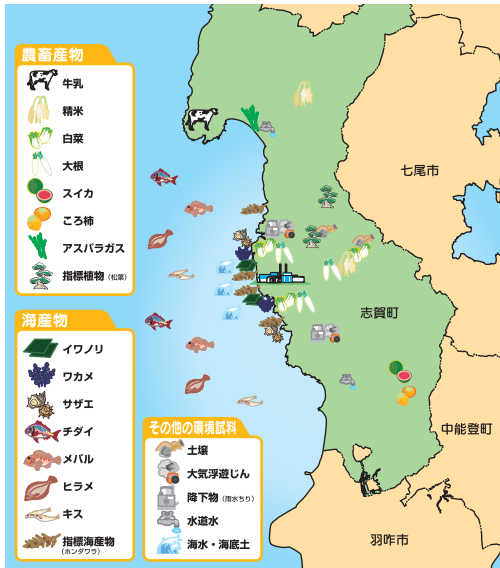 農畜産物
牛乳
精米
白菜
大根
スイカ
ころ柿
アスパラガス
指標植物（松葉）
海産物
イワノリ
ワカメ
サザエ
チダイ
メバル
ヒラメ
キス
指標海産物
（ホンダワラ）
その他の環境試料
土壌
大気浮遊じん
降下物（雨水ちり）
水道水
海水・海底土
七尾市
志賀町
中能登町
羽咋市